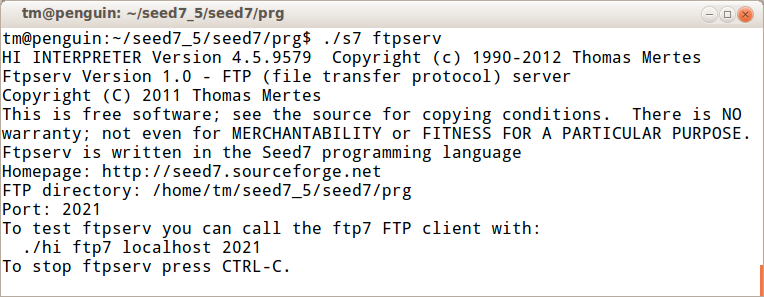 tm@penguin: ~/seed7_5/seed7/prg
tm@penguin:~/seed7_5/seed7/prg$ ./s7 ftpserv
HI INTERPRETER Version 4.5.9579  Copyright (c) 1990-2012 Thomas Mertes
Ftpserv Version 1.0 - FTP (file transfer protocol) server
Copyright (C) 2011 Thomas Mertes
This is free software; see the source for copying conditions.  There is NO
warranty; not even for MERCHANTABILITY or FITNESS FOR A PARTICULAR PURPOSE.
Ftpserv is written in the Seed7 programming language
Homepage: http://seed7.sourceforge.net
FTP directory: /home/tm/seed7_5/seed7/prg
Port: 2021
To test ftpserv you can call the ftp7 FTP client with:
  ./hi ftp7 localhost 2021
To stop ftpserv press CTRL-C.